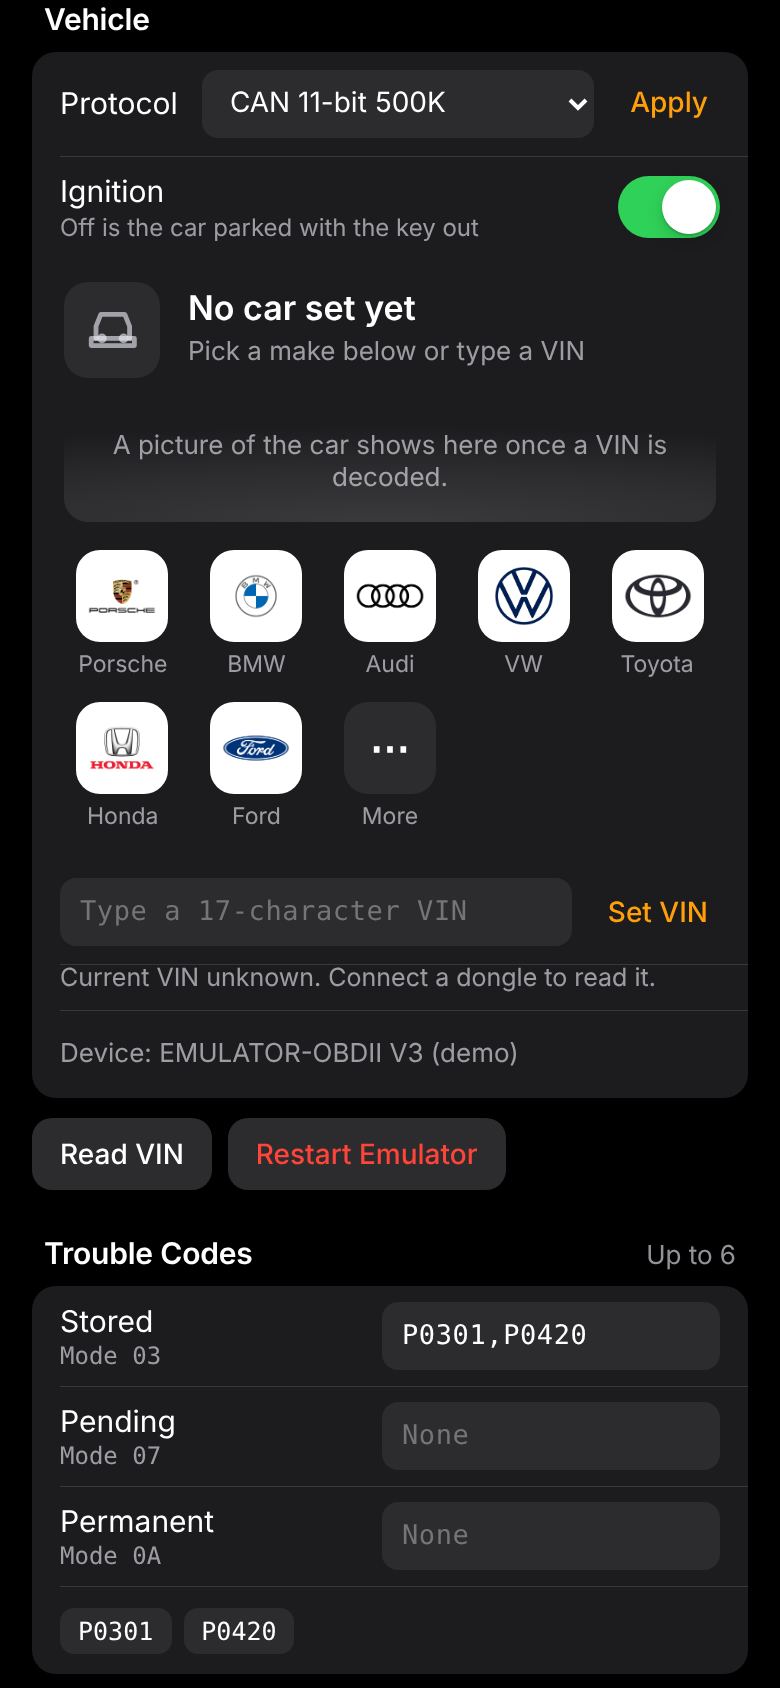 Vehicle
Protocol CAN 11-bit 500K Apply
Ignition
Off is the car parked with the key out
No car set yet
Pick a make below or type a VIN
A picture of the car shows here once a VIN is
decoded.
PORSCHE
BMW
Porsche BMW Audi VW Toyota
HONDA
Ford
Honda Ford More
Type a 17-character VIN Set VIN
Current VIN unknown. Connect a dongle to read it.
Device: EMULATOR-OBDII V3 (demo)
Read VIN Restart Emulator
Trouble Codes Up to 6
Stored P0301,P0420
Mode 03
Pending None
Mode 07
Permanent None
Mode 0A
P0301 P0420